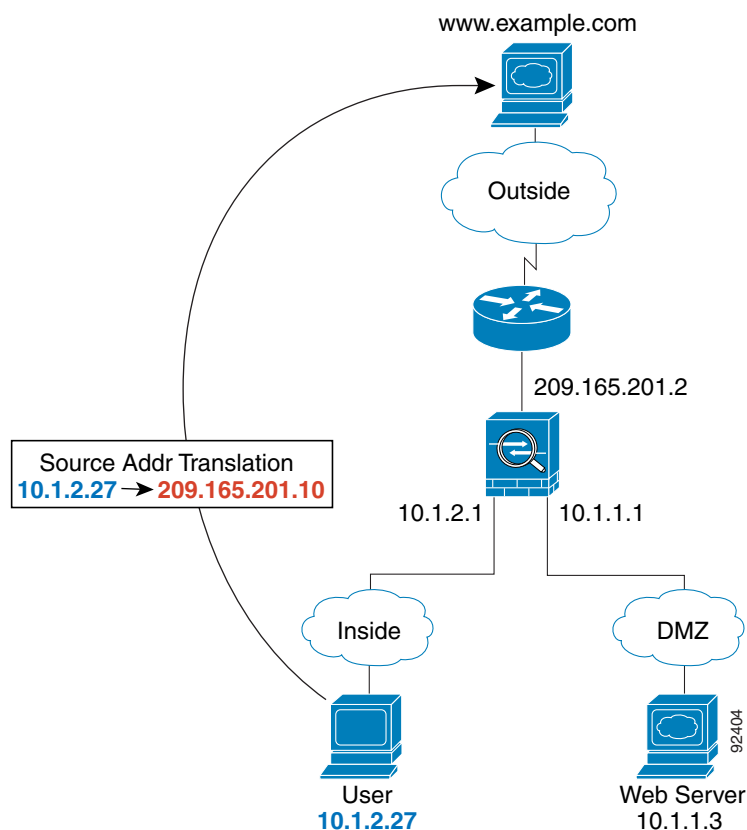 www.example.com
Outside
209.165.201.2
Source Addr Translation
10.1.2.27 209.165.201.10
10.1.2.1
10.1.1.1
Inside
DMZ
92404
User
10.1.2.27
Web Server
10.1.1.3